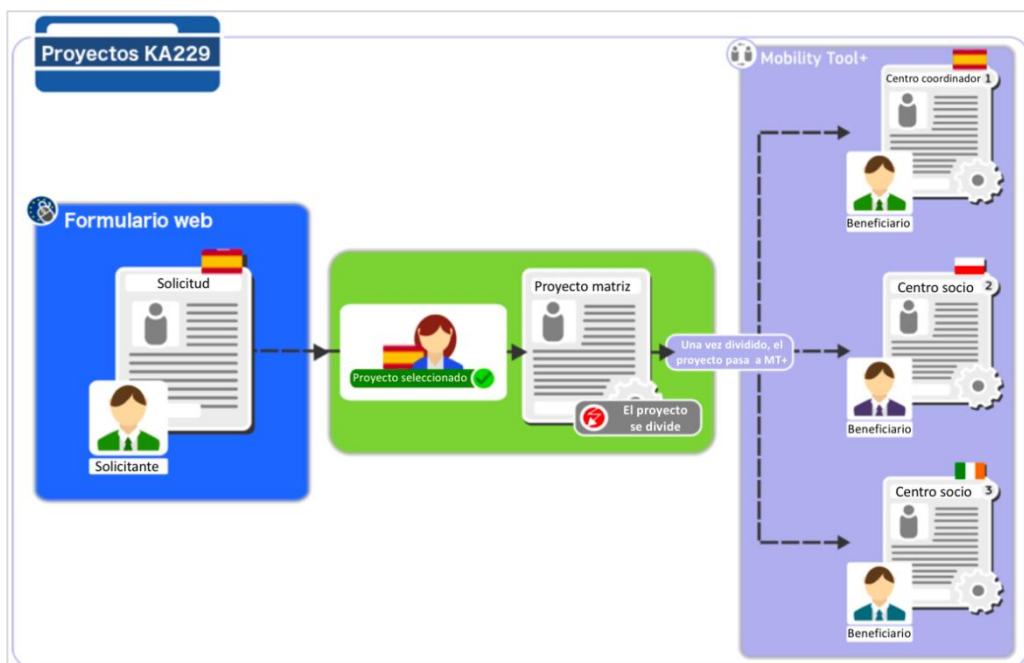 Proyectos KA229
Formulario web
Solicitud
Solicitante
Proyecto seleccionado
Proyecto matriz
El proyecto
se divide
Una vez dividido, el
proyecto pasa a MT+
Mobility Tool+
Centro coordinador 1
Beneficiario
Centro socio 2
Beneficiario
Centro socio 3
Beneficiario